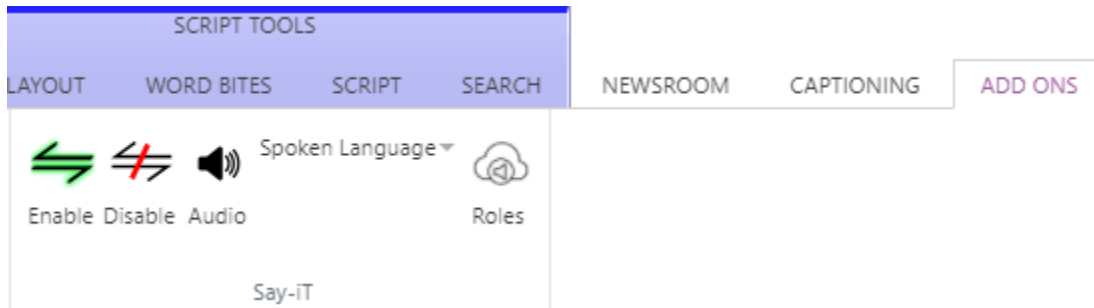 SCRIPT TOOLS
LAYOUT WORD BITES SCRIPT SEARCH NEWSROOM CAPTIONING ADD ONS
Spoken Language
Enable Disable Audio Roles
Say-iT